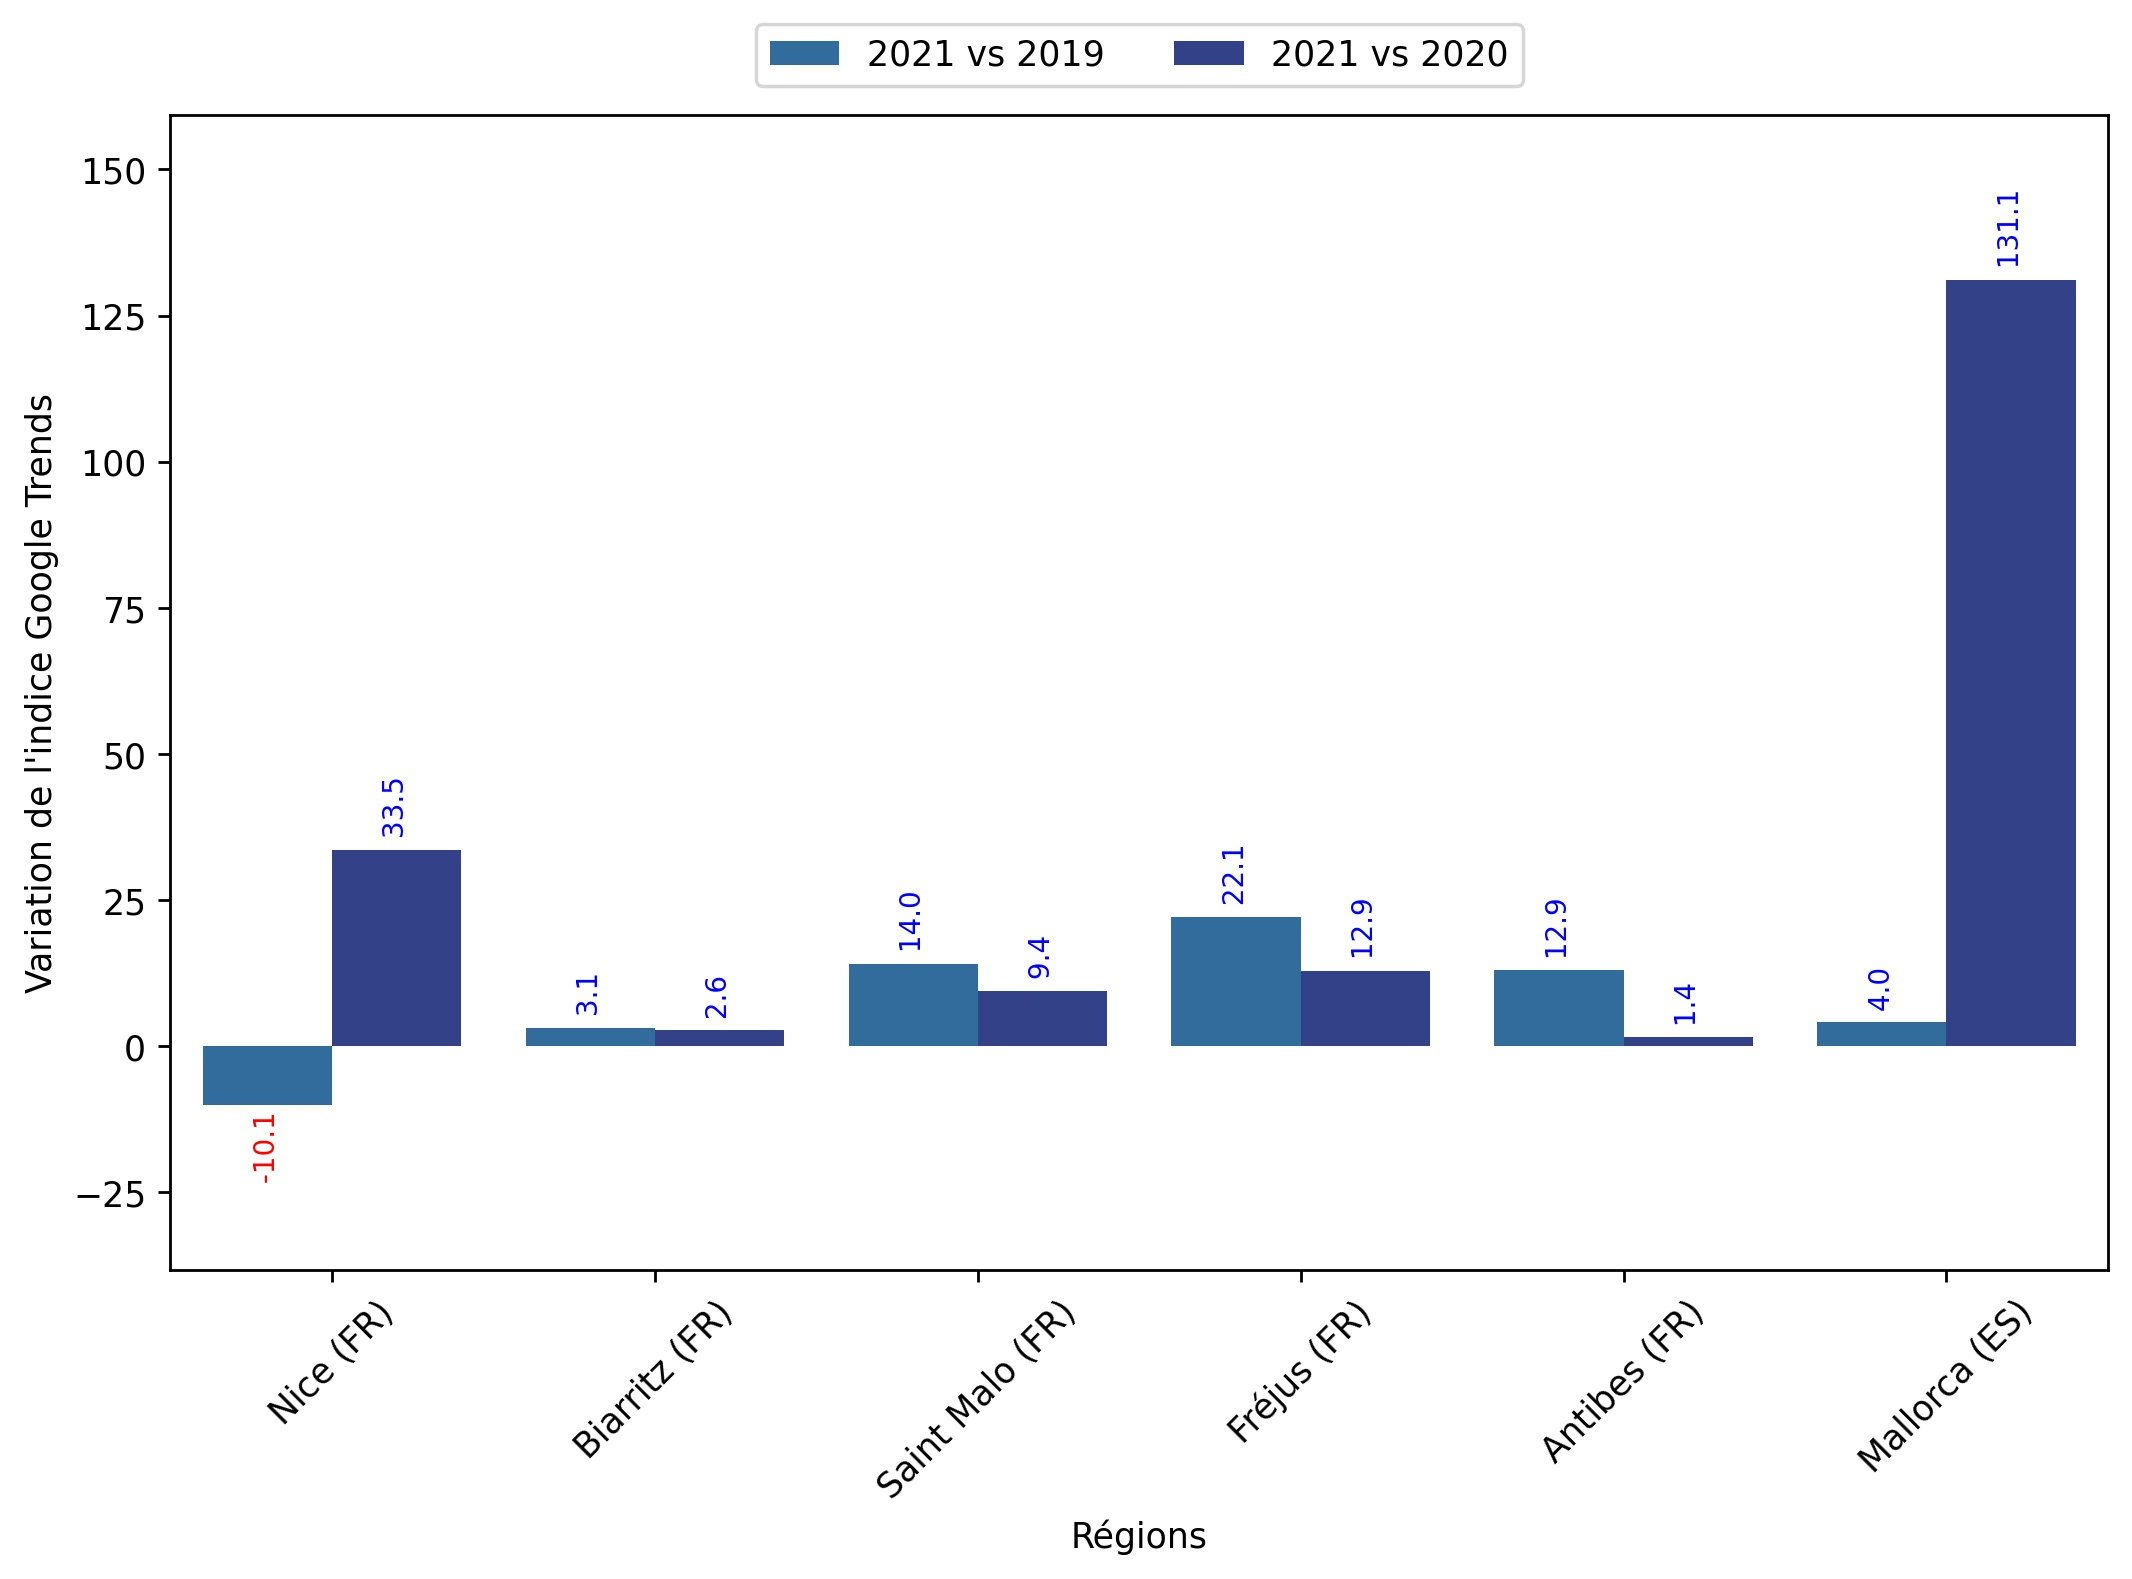 2021 vs 2019
2021 vs 2020
Variation de l'indice Google Trends
150
125
100
75
50
25
0
−25
-10.1
33.5
3.1
2.6
14.0
9.4
22.1
12.9
12.9
1.4
4.0
131.1
Nice (FR)
Biarritz (FR)
Saint Malo (FR)
Fréjus (FR)
Antibes (FR)
Mallorca (ES)
Régions